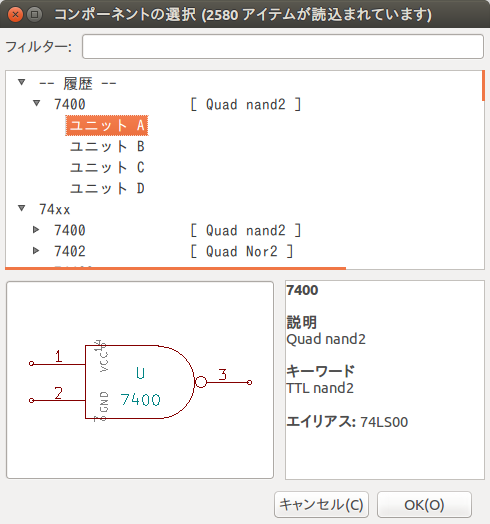 コンポーネントの選択 (2580 アイテムが読込まれています)
フィルター:
-- 履歴 --
7400 [ Quad nand2 ]
ユニット A
ユニット B
ユニット C
ユニット D
74xx
7400 [ Quad nand2 ]
7402 [ Quad Nor2 ]
14
VCC
1
U
3
2
7400
GND
7
7400
説明
Quad nand2
キーワード
TTL nand2
エイリアス: 74LS00
キャンセル(C)
OK(O)